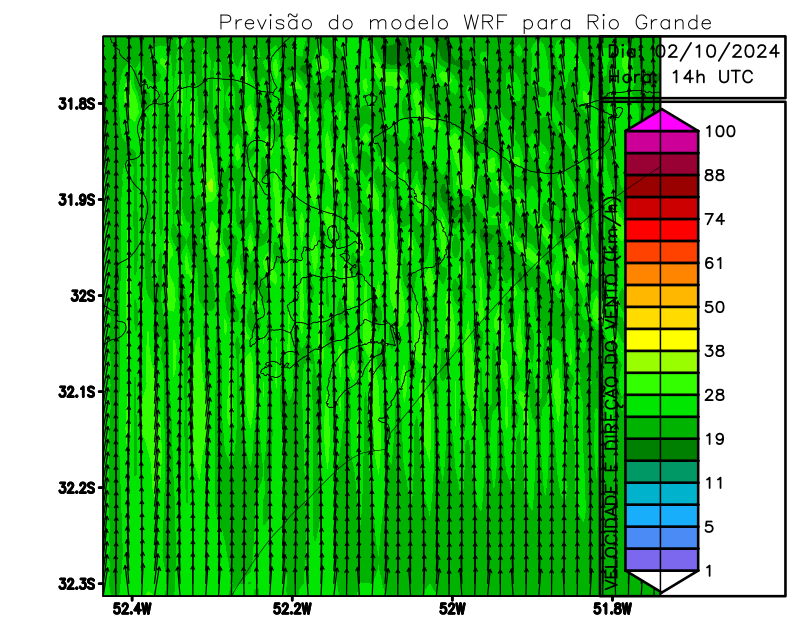 Previsão do modelo WRF para Rio Grande
Dia: 02/10/2024
Hora: 14h UTC
31.8S
31.9S
32S
32.1S
32.2S
32.3S
52.4W
52.2W
52W
51.8W
VELOCIDADE E DIREÇÃO DO VENTO (km/h)
100
88
74
61
50
38
28
19
11
5
1